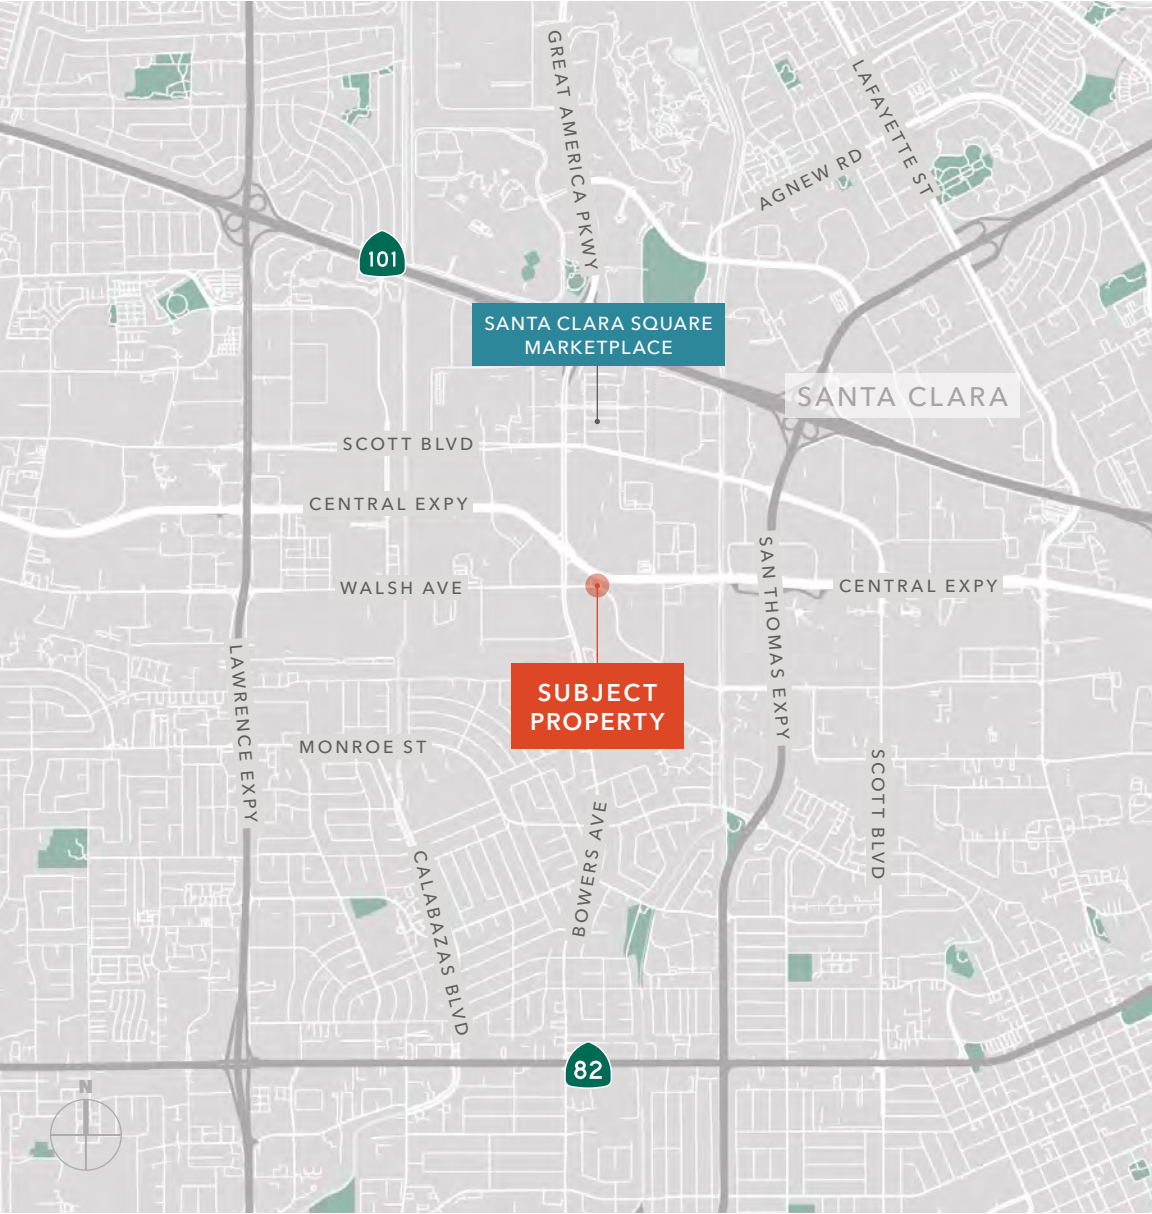 GREAT AMERICA PKWY
LAFAYETTE ST
AGNEW RD
101
SANTA CLARA SQUARE
MARKETPLACE
SANTA CLARA
SCOTT BLVD
CENTRAL EXPY
WALSH AVE
SAN THOMAS EXPY
CENTRAL EXPY
LAWRENCE EXPY
SUBJECT
PROPERTY
MONROE ST
SCOTT BLVD
BOWERS AVE
CALABAZAS BLVD
82
N